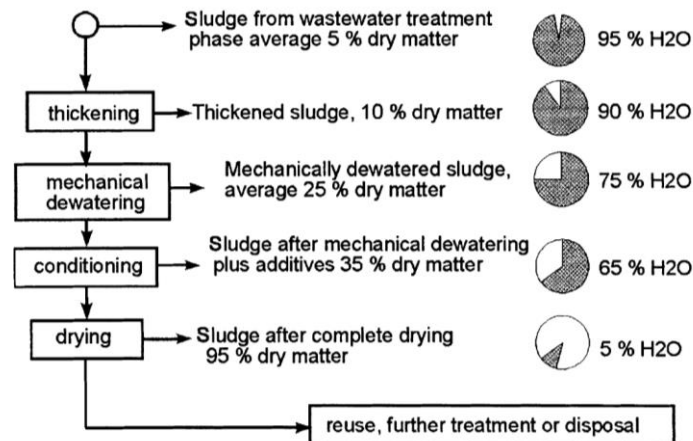 Sludge from wastewater treatment
phase average 5 % dry matter
95 % H2O
thickening
Thickened sludge, 10 % dry matter
90 % H2O
mechanical
dewatering
Mechanically dewatered sludge,
average 25 % dry matter
75 % H2O
conditioning
Sludge after mechanical dewatering
plus additives 35 % dry matter
65 % H2O
drying
Sludge after complete drying
95 % dry matter
5 % H2O
reuse, further treatment or disposal